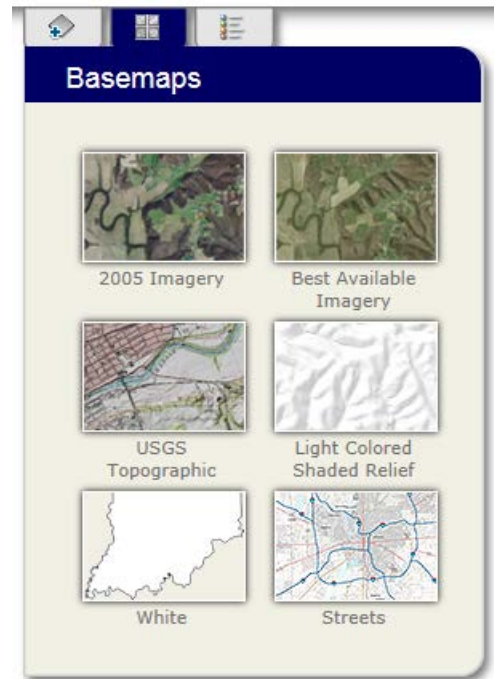 Basemaps
2005 Imagery
Best Available
Imagery
USGS
Topographic
Light Colored
Shaded Relief
White
Streets